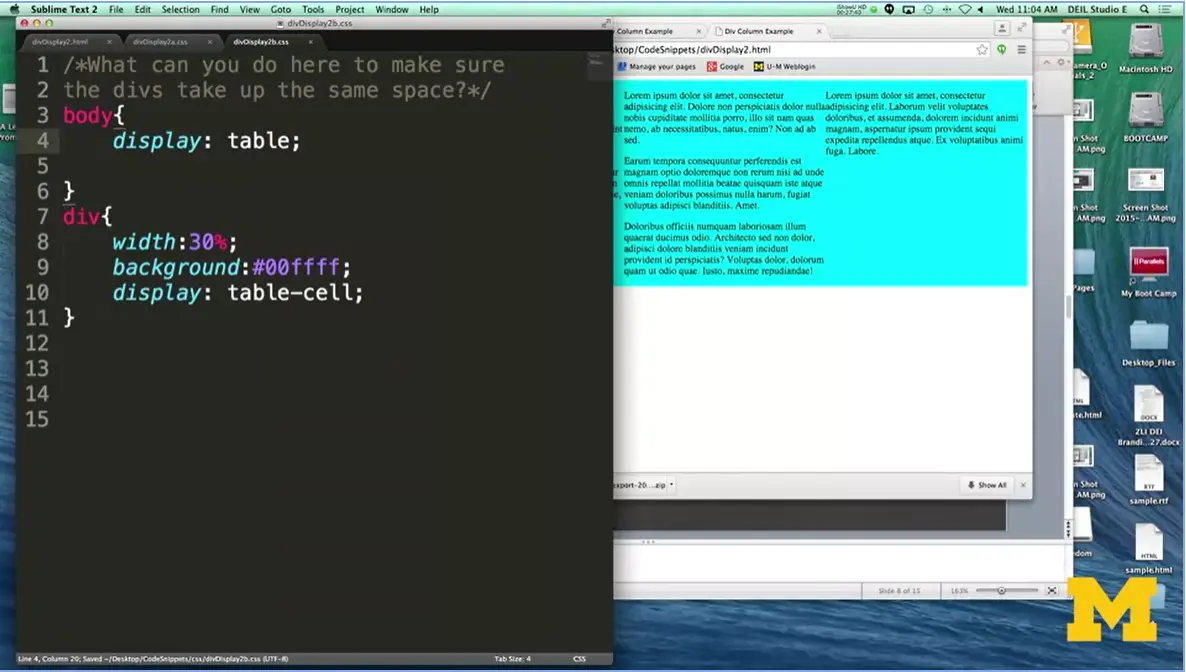 Sublime Text 2 File Edit Selection Find View Goto Tools Project Window Help
Wed 11:04 AM DEIL Studio E
divDisplay2b.css
divDisplay2.html × divDisplay2a.css × divDisplay2b.css ×
1 /*What can you do here to make sure
2 the divs take up the same space?*/
3 body{
4 display: table;
5
6 }
7 div{
8 width:30%;
9 background:#00ffff;
10 display: table-cell;
11 }
12
13
14
15
Line 4, Column 20; Saved ~/Desktop/CodeSnippets/css/divDisplay2b.css (UTF-8)
Tab Size: 4 CSS
Column Example × Div Column Example ×
ktop/CodeSnippets/divDisplay2.html
Manage your pages Google U-M Weblogin
Lorem ipsum dolor sit amet, consectetur
adipisicing elit. Dolore non perspiciatis dolor nulla
nobis cupiditate mollitia porro, illo sit nam quas
nemo, ab necessitatibus, natus, enim? Non ad ab
sed.
Earum tempora consequuntur perferendis est
magnam optio doloremque non rerum nisi ad unde
omnis repellat mollitia beatae quisquam iste atque
veniam doloribus possimus nulla harum, fugiat
voluptas adipisci blanditiis. Amet.
Doloribus officiis numquam laboriosam illum
quaerat ducimus odio. Architecto sed non dolor,
adipisci dolore blanditiis veniam incidunt
provident id perspiciatis? Voluptas dolor, dolorum
quam ut odio quae. Iusto, maxime repudiandae!
Lorem ipsum dolor sit amet, consectetur
adipisicing elit. Laborum velit voluptates
doloribus, et assumenda, dolorem incidunt animi
magnam, aspernatur ipsum provident sequi
expedita repellendus atque. Ex voluptatibus animi
fuga. Labore.
export-20....zip
Show All ×
Slide 8 of 15 163%
Macintosh HD
BOOTCAMP
n Shot
AM.png
Screen Shot
2015-...AM.png
n Shot
AM.png
|| Parallels
My Boot Camp
Pages
Desktop_Files
DOCX
ZLI DEI
Brandi...27.docx
RTF
sample.rtf
n Shot
AM.png
HTML
sample.html
M